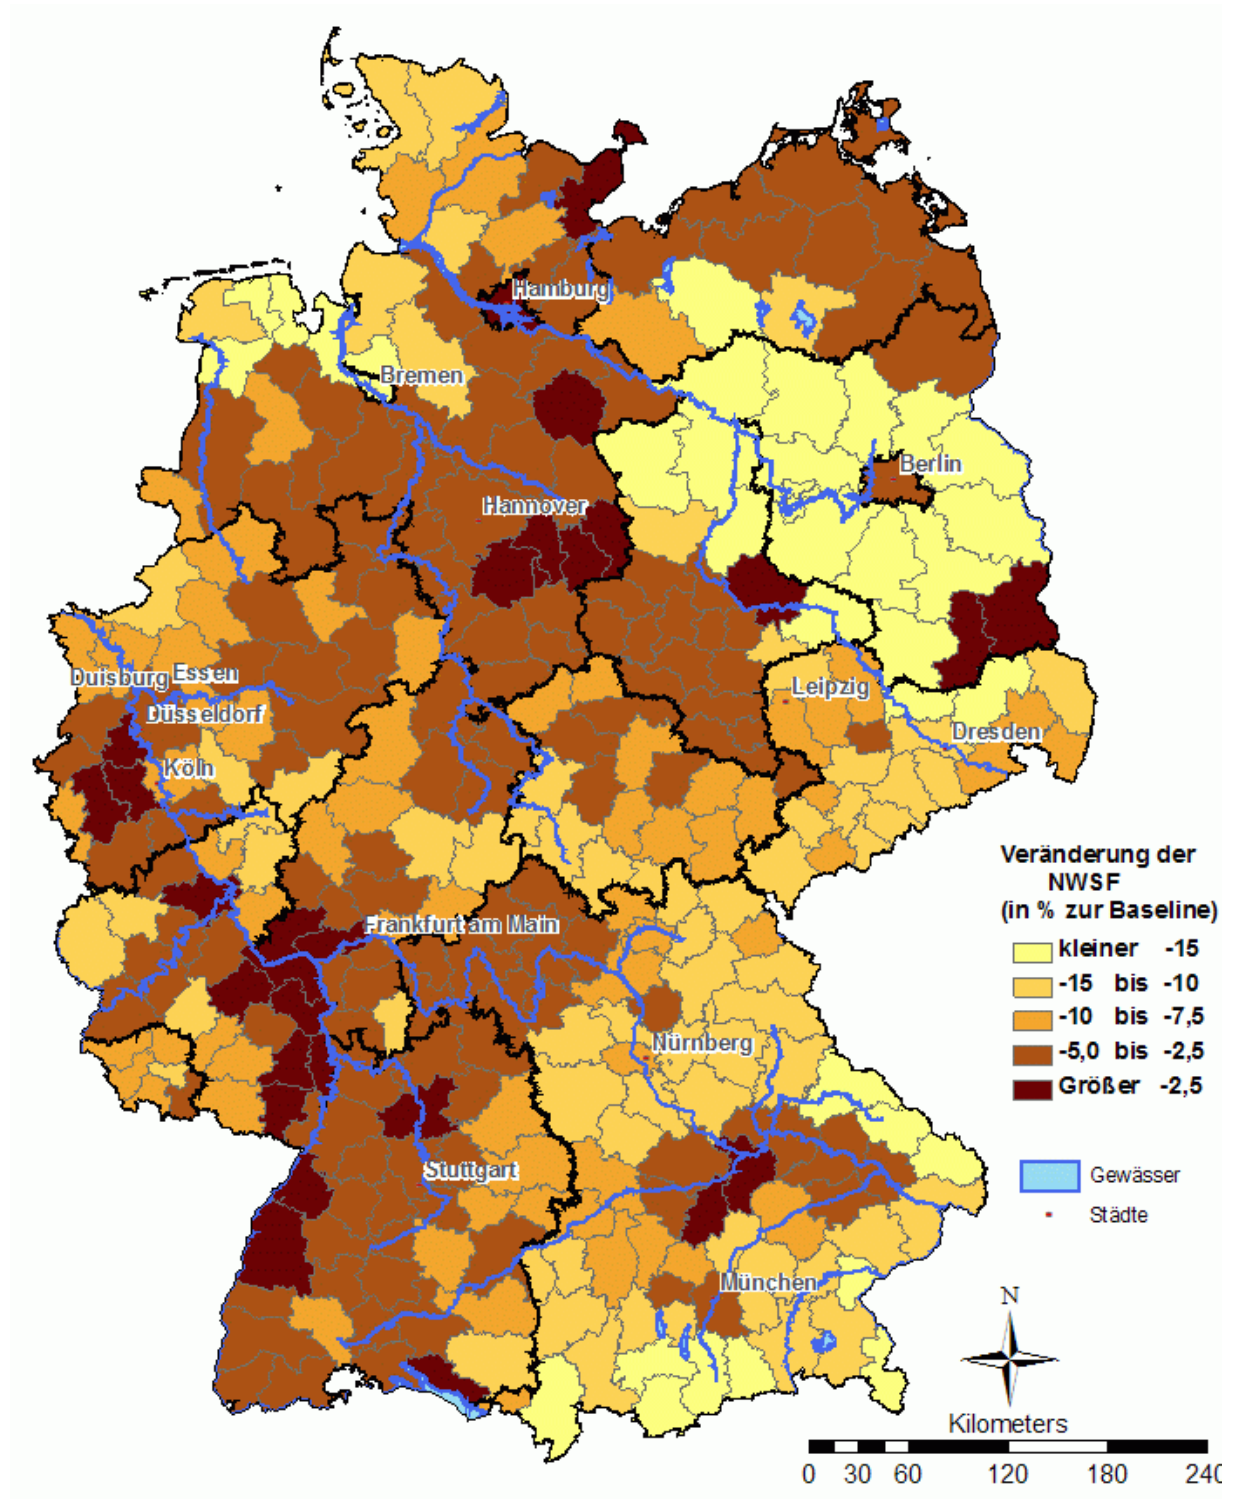 Hamburg
Bremen
Berlin
Hannover
Duisburg
Essen
Leipzig
Düsseldorf
Dresden
Köln
Veränderung der
NWSF
(in % zur Baseline)
kleiner -15
-15 bis -10
-10 bis -7,5
-5,0 bis -2,5
Größer -2,5
Frankfurt am Main
Nürnberg
Stuttgart
Gewässer
Städte
München
N
Kilometers
0 30 60 120 180 240